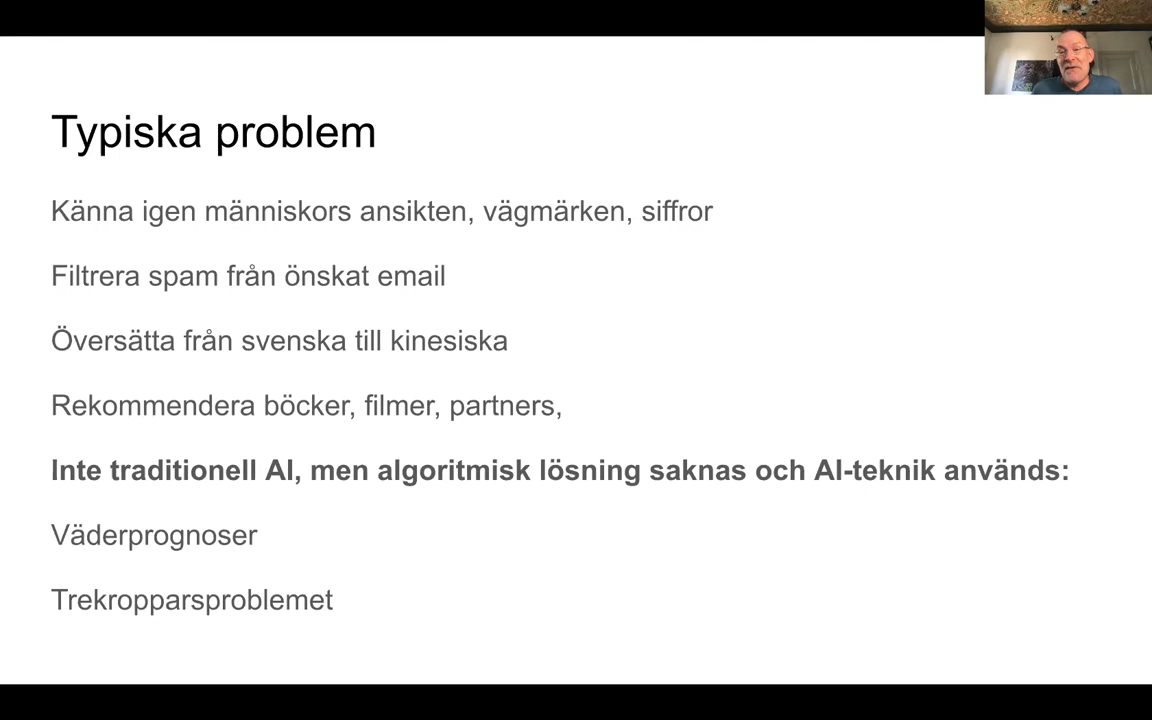 Typiska problem
Känna igen människors ansikten, vägmärken, siffror
Filtrera spam från önskat email
Översätta från svenska till kinesiska
Rekommendera böcker, filmer, partners,
Inte traditionell AI, men algoritmisk lösning saknas och AI-teknik används:
Väderprognoser
Trekropparsproblemet